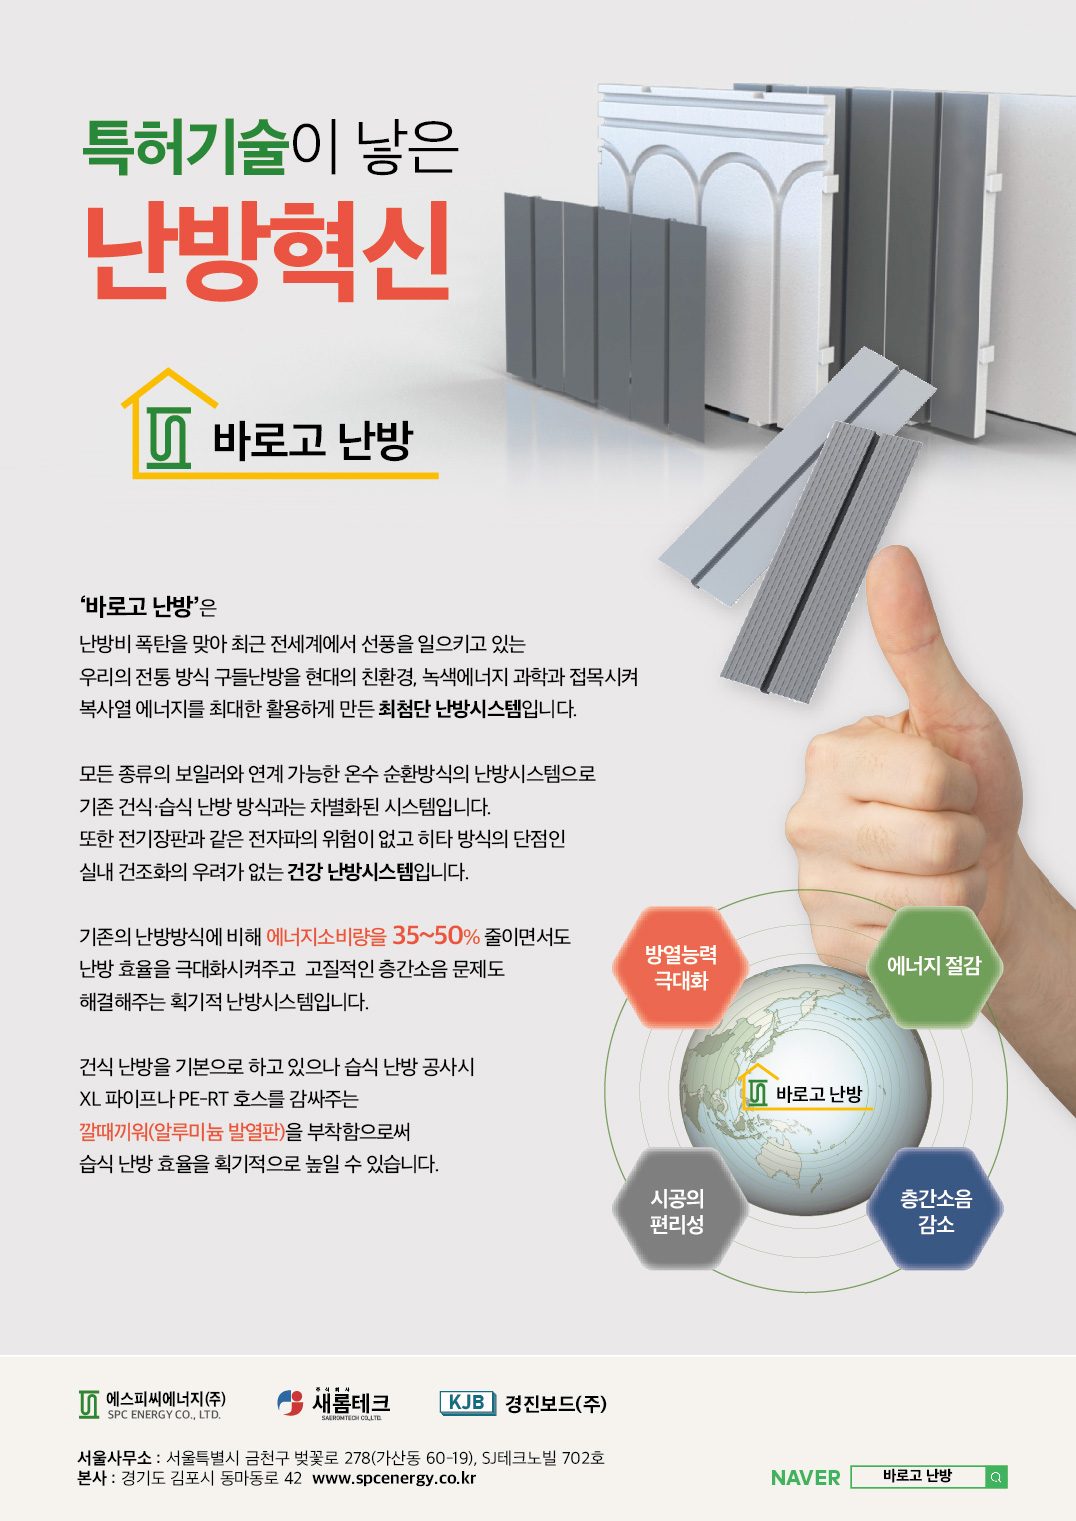 특허기술이 낳은
난방혁신
바로고 난방
‘바로고 난방’은
난방비 폭탄을 맞아 최근 전세계에서 선풍을 일으키고 있는
우리의 전통 방식 구들난방을 현대의 친환경, 녹색에너지 과학과 접목시켜
복사열 에너지를 최대한 활용하게 만든 최첨단 난방시스템입니다.
모든 종류의 보일러와 연계 가능한 온수 순환방식의 난방시스템으로
기존 건식·습식 난방 방식과는 차별화된 시스템입니다.
또한 전기장판과 같은 전자파의 위험이 없고 히타 방식의 단점인
실내 건조화의 우려가 없는 건강 난방시스템입니다.
기존의 난방방식에 비해 에너지소비량을 35~50% 줄이면서도
난방 효율을 극대화시켜주고 고질적인 층간소음 문제도
해결해주는 획기적 난방시스템입니다.
건식 난방을 기본으로 하고 있으나 습식 난방 공사시
XL 파이프나 PE-RT 호스를 감싸주는
깔때끼워(알루미늄 발열판)을 부착함으로써
습식 난방 효율을 획기적으로 높일 수 있습니다.
방열능력
극대화
에너지 절감
바로고 난방
시공의
편리성
층간소음
감소
에스피씨에너지(주)
SPC ENERGY CO., LTD.
주식회사
새롬테크
SAEROMTECH CO.,LTD.
KJB 경진보드(주)
서울사무소 : 서울특별시 금천구 벚꽃로 278(가산동 60-19), SJ테크노빌 702호
본사 : 경기도 김포시 동마동로 42 www.spcenergy.co.kr
NAVER 바로고 난방